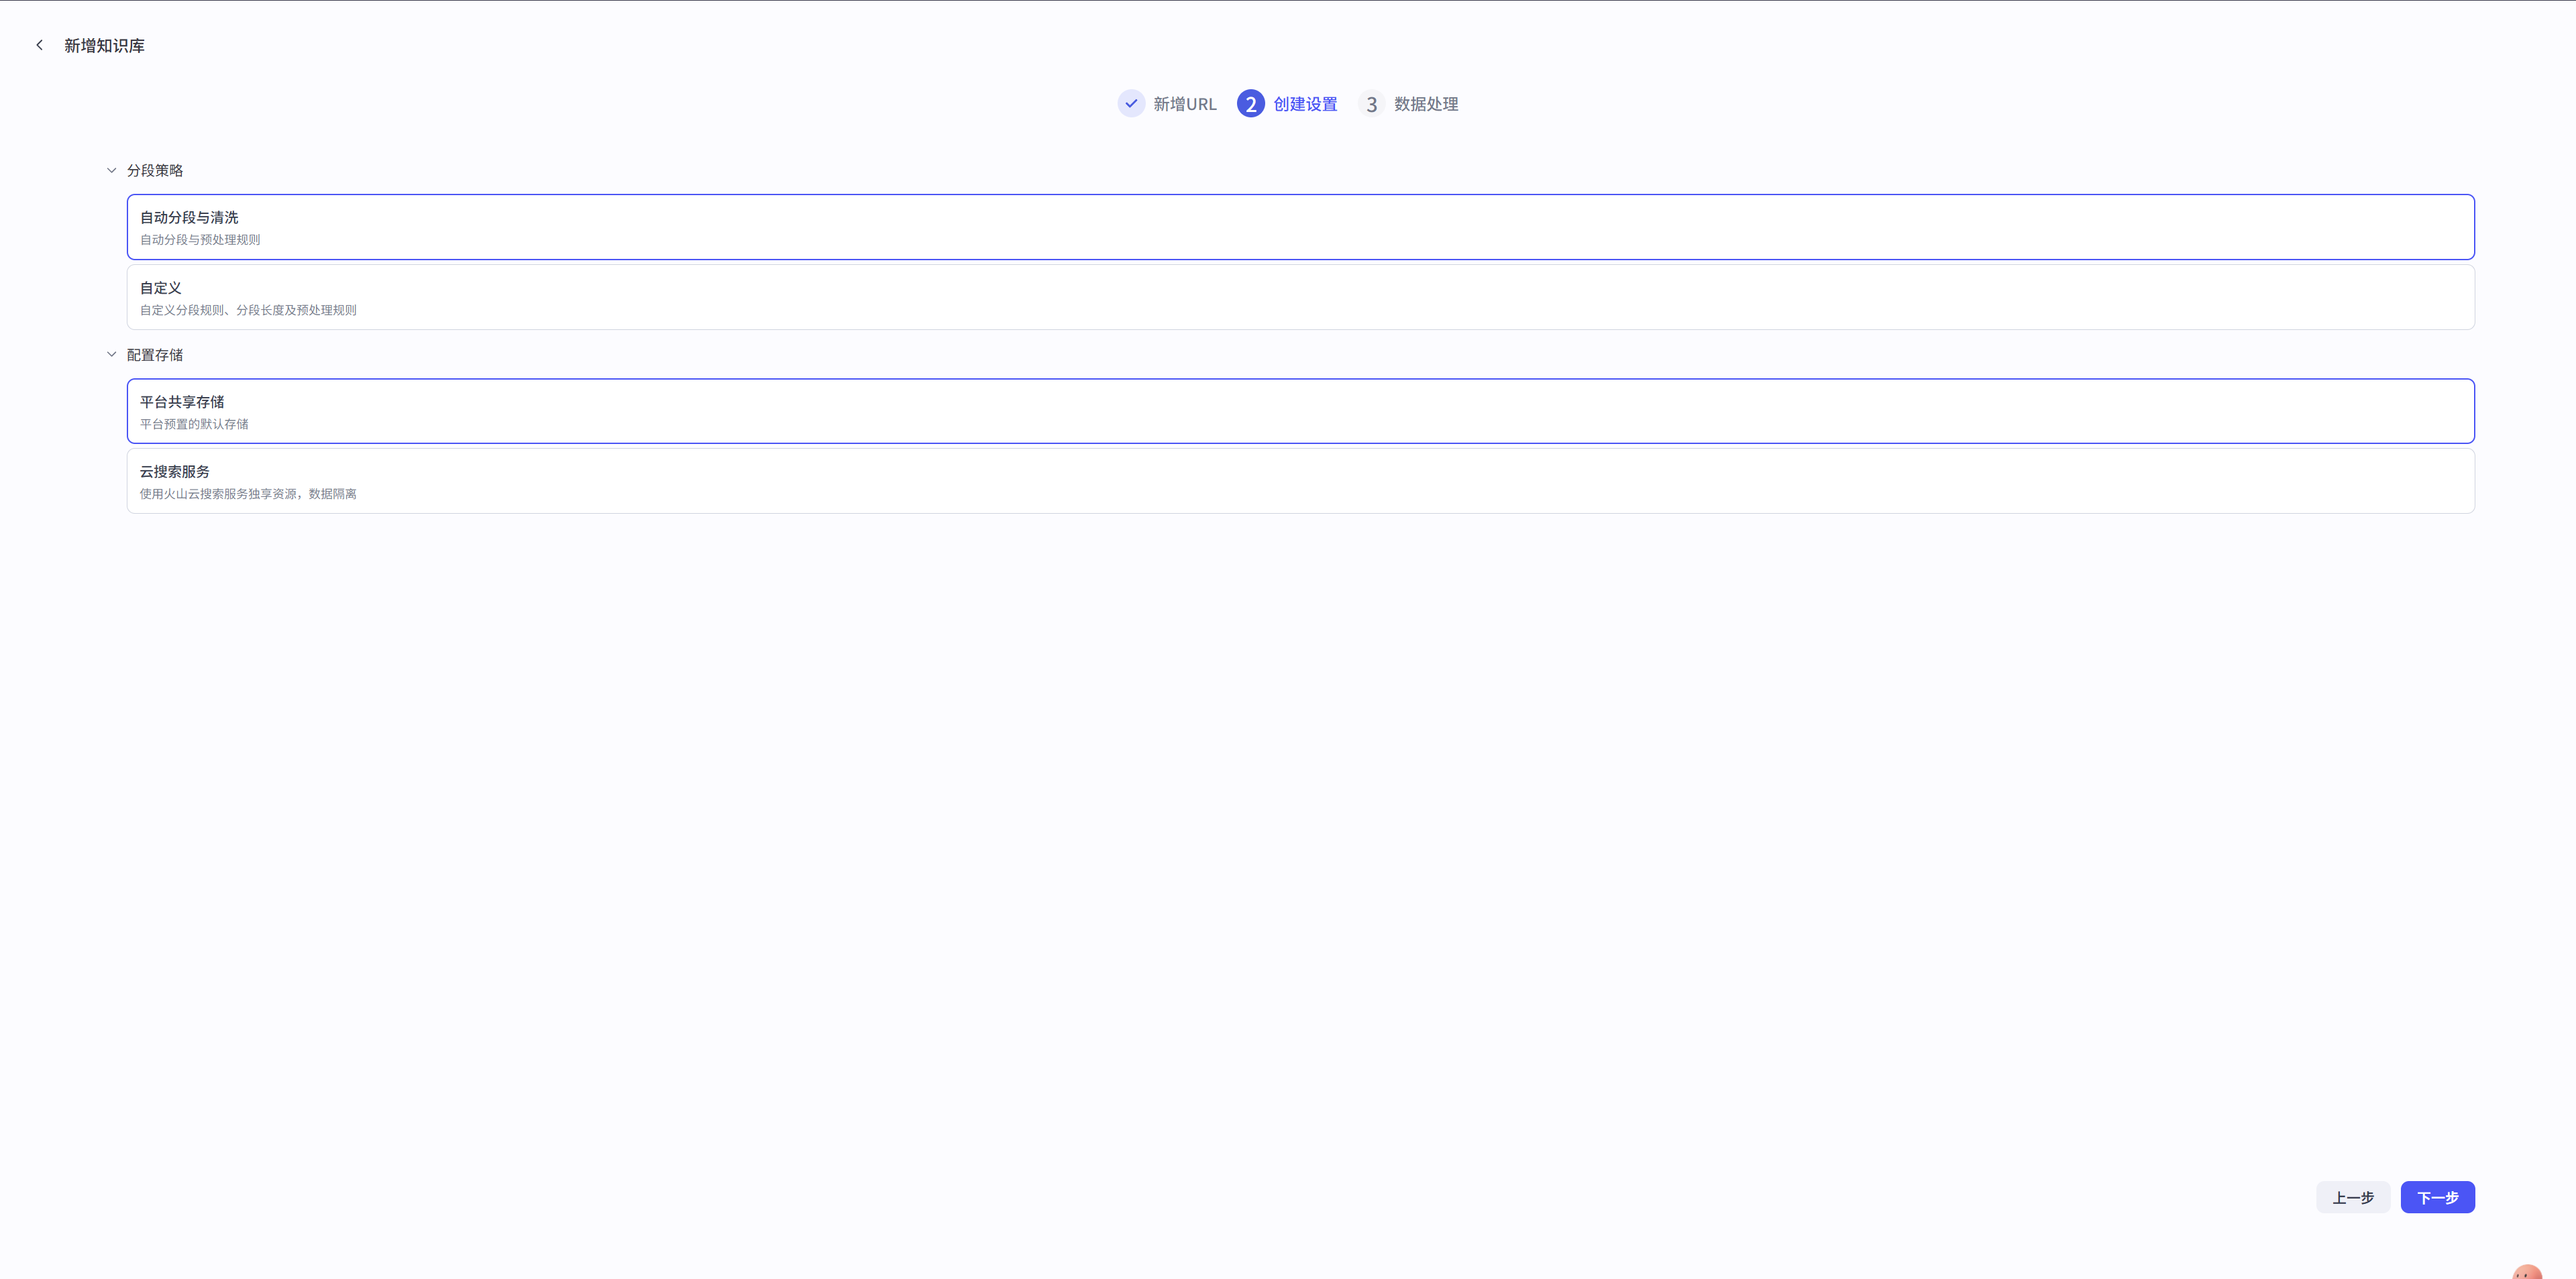 新增知识库
新增URL
2 创建设置
3 数据处理
分段策略
自动分段与清洗
自动分段与预处理规则
自定义
自定义分段规则、分段长度及预处理规则
配置存储
平台共享存储
平台预置的默认存储
云搜索服务
使用火山云搜索服务独享资源，数据隔离
上一步
下一步